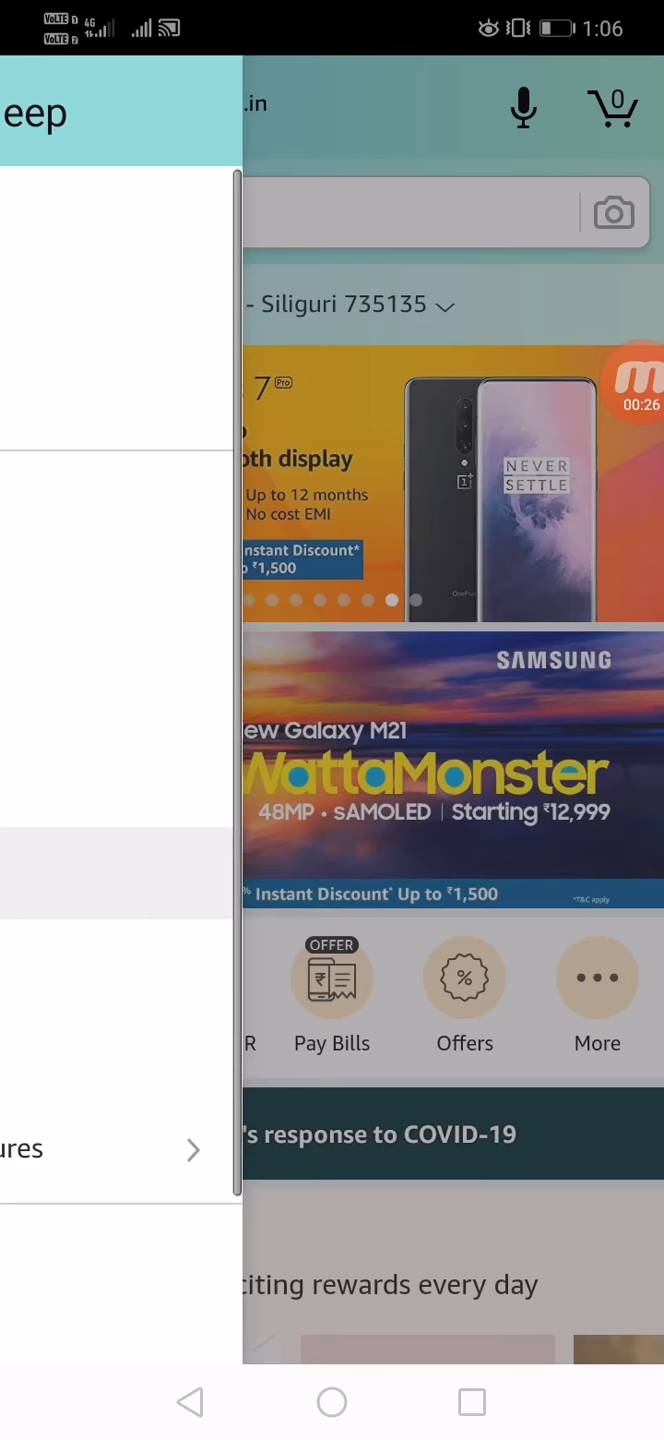 VoLTE 1 4G
VoLTE 2
1:06
eep
.in
0
- Siliguri 735135
7 Pro
oth display
Up to 12 months
No cost EMI
nstant Discount*
₹1,500
NEVER
SETTLE
OnePlus
00:26
SAMSUNG
ew Galaxy M21
WattaMonster
48MP • sAMOLED | Starting ₹12,999
% Instant Discount* Up to ₹1,500
*T&C apply
OFFER
R
Pay Bills
Offers
More
ures
's response to COVID-19
citing rewards every day